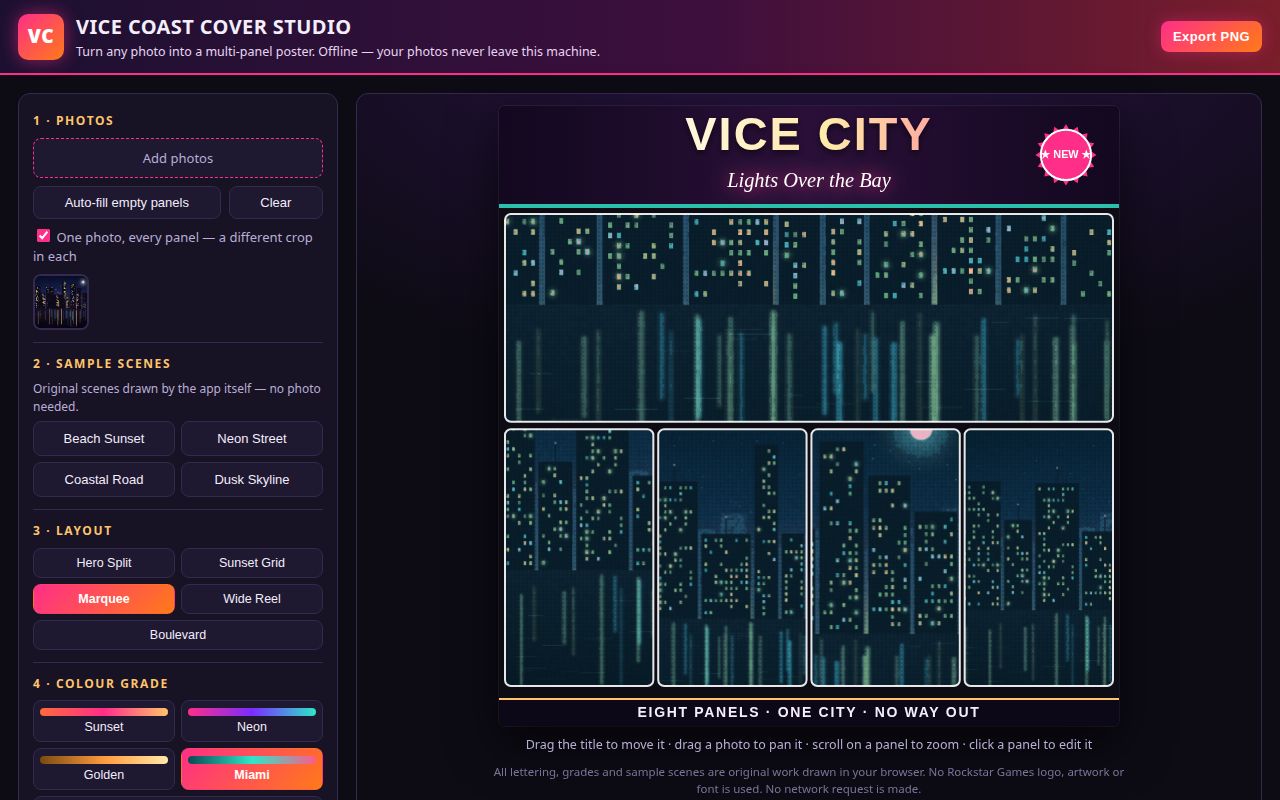 VC
VICE COAST COVER STUDIO
Turn any photo into a multi-panel poster. Offline — your photos never leave this machine.
Export PNG
1 · PHOTOS
Add photos
Auto-fill empty panels
Clear
One photo, every panel — a different crop
in each
2 · SAMPLE SCENES
Original scenes drawn by the app itself — no photo
needed.
Beach Sunset
Neon Street
Coastal Road
Dusk Skyline
3 · LAYOUT
Hero Split
Sunset Grid
Marquee
Wide Reel
Boulevard
4 · COLOUR GRADE
Sunset
Neon
Golden
Miami
VICE CITY
Lights Over the Bay
★ NEW ★
EIGHT PANELS · ONE CITY · NO WAY OUT
Drag the title to move it · drag a photo to pan it · scroll on a panel to zoom · click a panel to edit it
All lettering, grades and sample scenes are original work drawn in your browser. No Rockstar Games logo, artwork or
font is used. No network request is made.